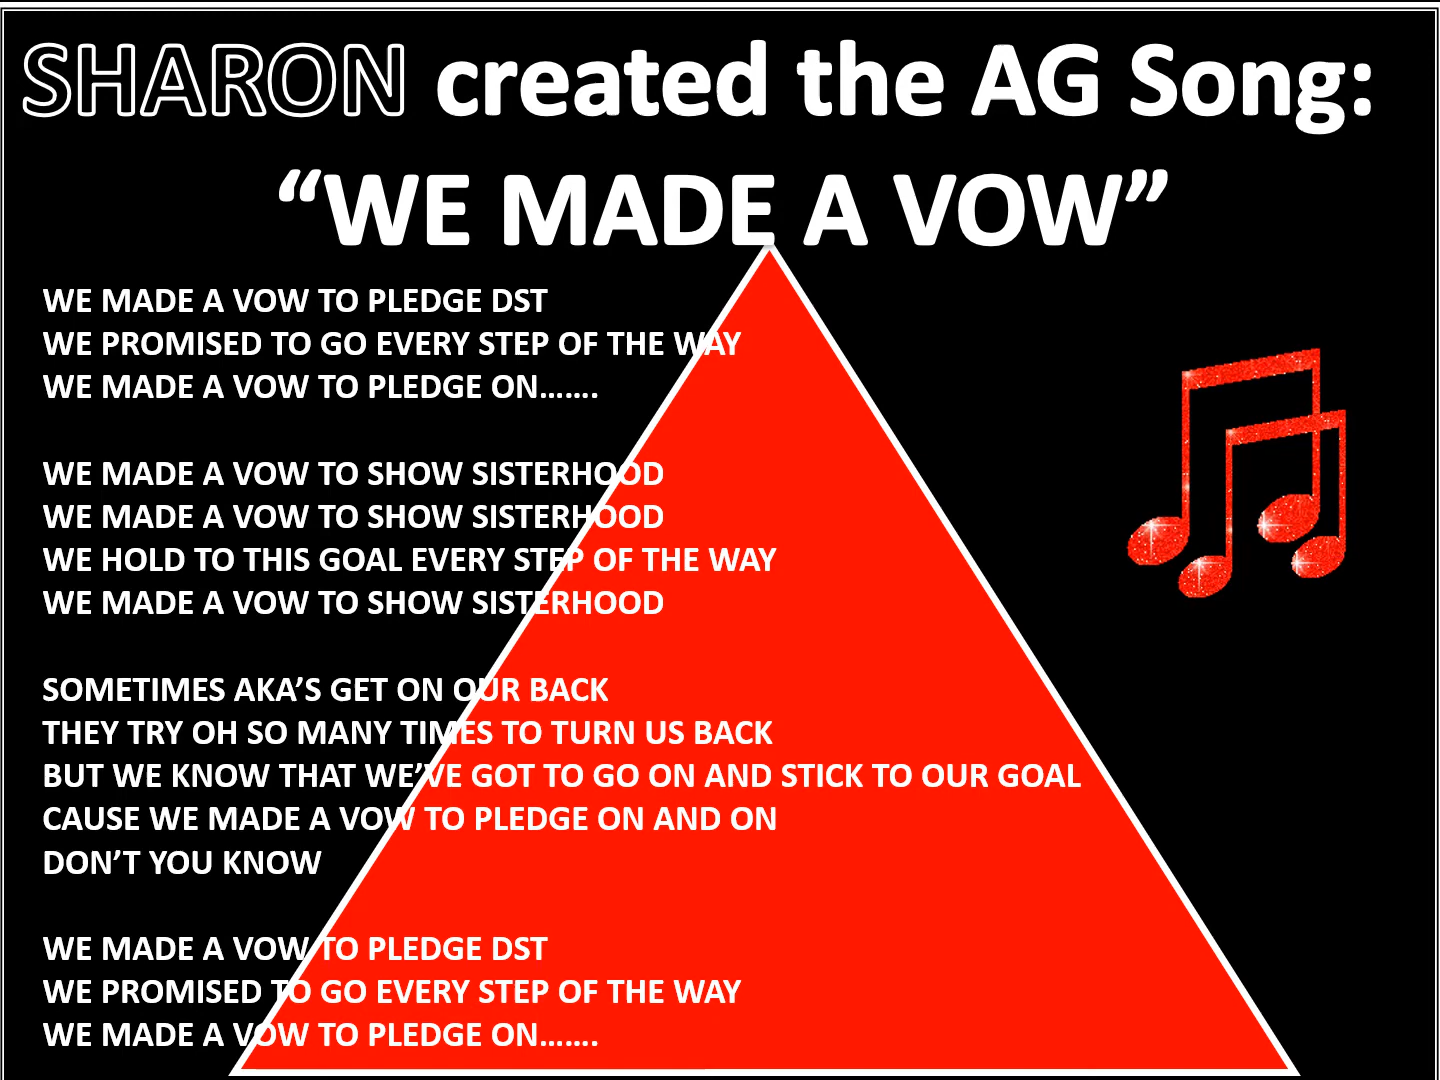 SHARON created the AG Song:
“WE MADE A VOW”
WE MADE A VOW TO PLEDGE DST
WE PROMISED TO GO EVERY STEP OF THE WAY
WE MADE A VOW TO PLEDGE ON…….
WE MADE A VOW TO SHOW SISTERHOOD
WE MADE A VOW TO SHOW SISTERHOOD
WE HOLD TO THIS GOAL EVERY STEP OF THE WAY
WE MADE A VOW TO SHOW SISTERHOOD
SOMETIMES AKA’S GET ON OUR BACK
THEY TRY OH SO MANY TIMES TO TURN US BACK
BUT WE KNOW THAT WE’VE GOT TO GO ON AND STICK TO OUR GOAL
CAUSE WE MADE A VOW TO PLEDGE ON AND ON
DON’T YOU KNOW
WE MADE A VOW TO PLEDGE DST
WE PROMISED TO GO EVERY STEP OF THE WAY
WE MADE A VOW TO PLEDGE ON…….